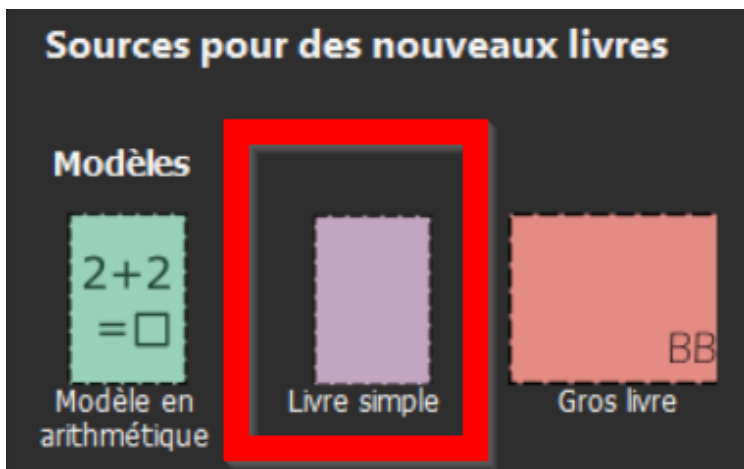 Sources pour des nouveaux livres
Modèles
2+2
=□
Modèle en
arithmétique
Livre simple
BB
Gros livre